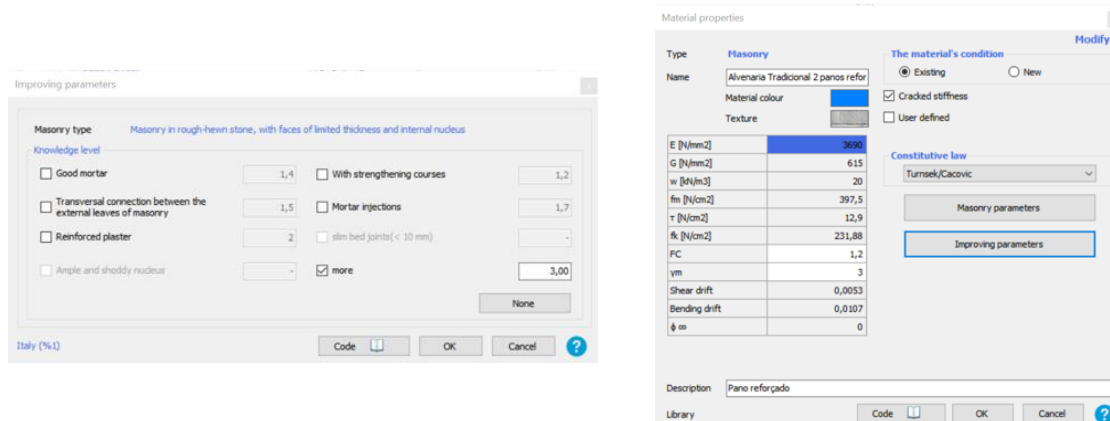 Improving parameters
Masonry type Masonry in rough-hewn stone, with faces of limited thickness and internal nucleus
Knowledge level
Good mortar 1,4 With strengthening courses 1,2
Transversal connection between the external leaves of masonry 1,5 Mortar injections 1,7
Reinforced plaster 2 slim bed joints(< 10 mm) -
Ample and shoddy nucleus - more 3,00
None
Italy (%1) Code OK Cancel ?
Material properties
Modify
Type Masonry
Name Alvenaria Tradicional 2 panos refor
Material colour
Texture
The material's condition
Existing New
Cracked stiffness
User defined
E [N/mm2] 3690
G [N/mm2] 615
w [kN/m3] 20
fm [N/cm2] 397,5
τ [N/cm2] 12,9
fk [N/cm2] 231,88
FC 1,2
γm 3
Shear drift 0,0053
Bending drift 0,0107
ϕ ∞ 0
Constitutive law
Turnsek/Cacovic
Masonry parameters
Improving parameters
Description Pano reforçado
Library Code OK Cancel ?